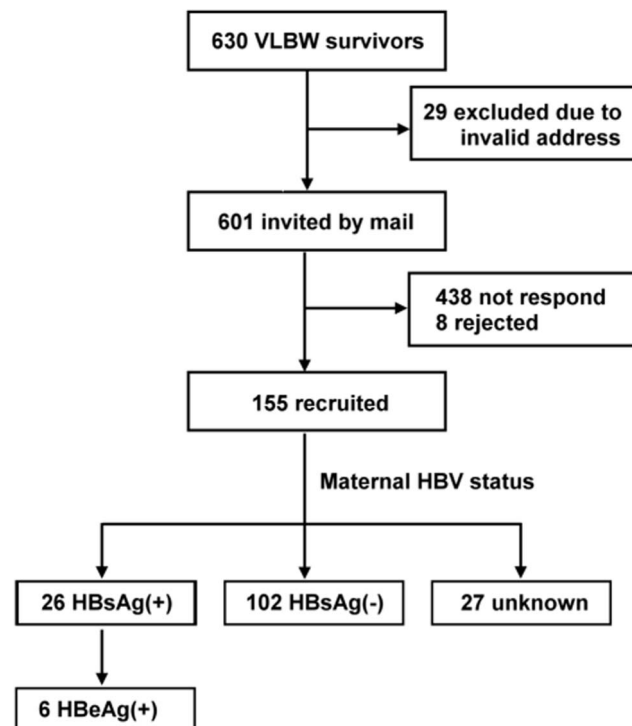 630 VLBW survivors
29 excluded due to
invalid address
601 invited by mail
438 not respond
8 rejected
155 recruited
Maternal HBV status
26 HBsAg(+)
102 HBsAg(-)
27 unknown
6 HBeAg(+)